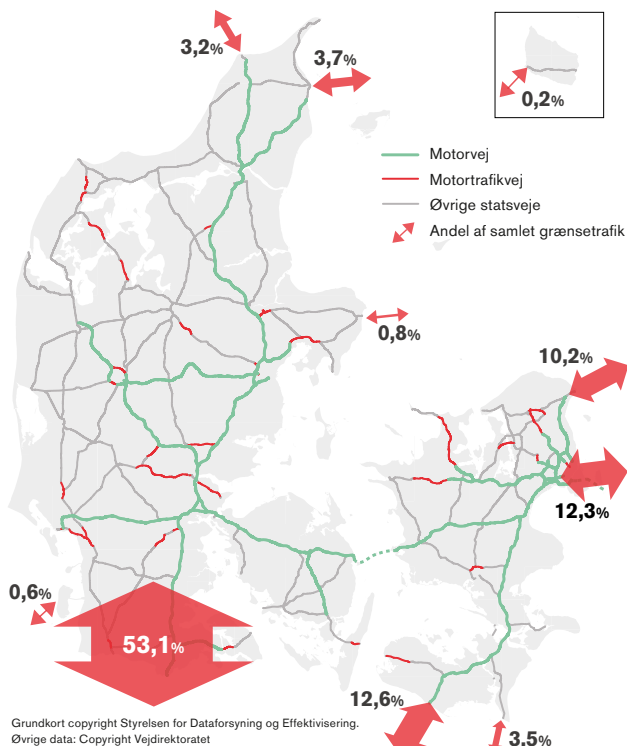 3,2%
3,7%
0,2%
Motorvej
Motortrafikvej
Øvrige statsveje
Andel af samlet grænsetrafik
0,8%
10,2%
12,3%
0,6%
53,1%
12,6%
3,5%
Grundkort copyright Styrelsen for Dataforsyning og Effektivisering.
Øvrige data: Copyright Vejdirektoratet